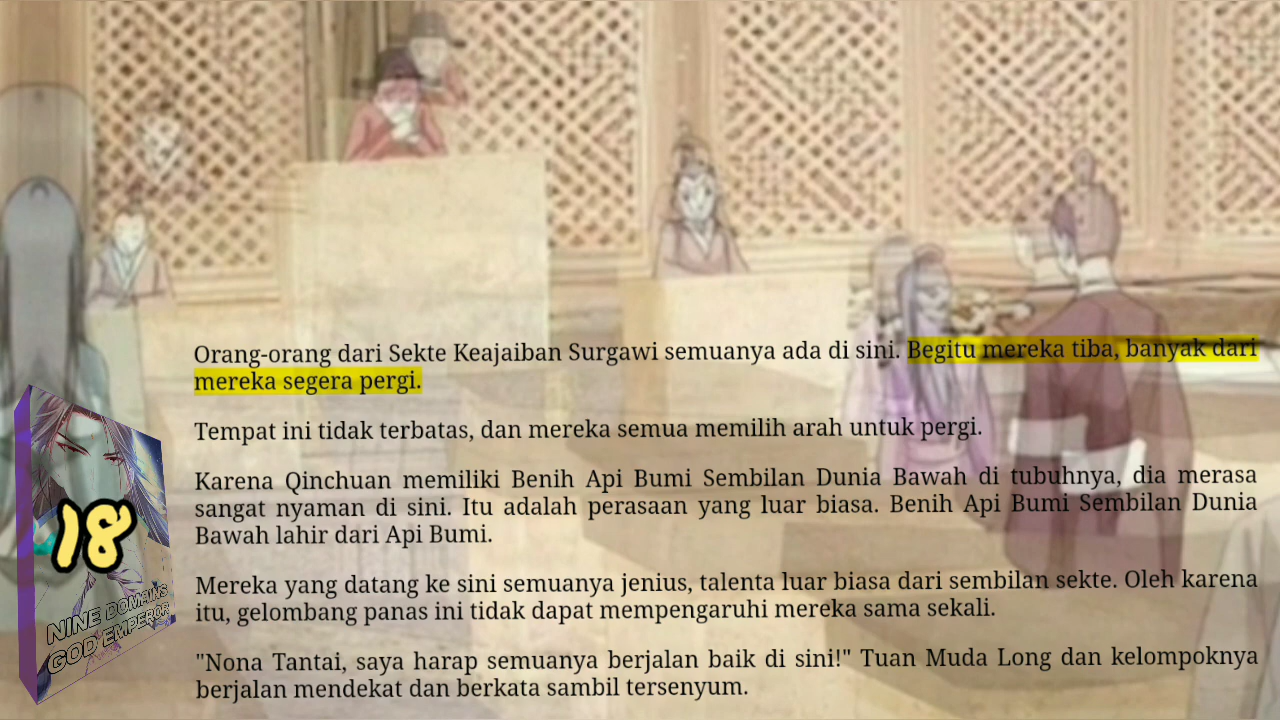 Orang-orang dari Sekte Keajaiban Surgawi semuanya ada di sini. Begitu mereka tiba, banyak dari
mereka segera pergi.
Tempat ini tidak terbatas, dan mereka semua memilih arah untuk pergi.
Karena Qinchuan memiliki Benih Api Bumi Sembilan Dunia Bawah di tubuhnya, dia merasa
sangat nyaman di sini. Itu adalah perasaan yang luar biasa. Benih Api Bumi Sembilan Dunia
Bawah lahir dari Api Bumi.
Mereka yang datang ke sini semuanya jenius, talenta luar biasa dari sembilan sekte. Oleh karena
itu, gelombang panas ini tidak dapat mempengaruhi mereka sama sekali.
"Nona Tantai, saya harap semuanya berjalan baik di sini!" Tuan Muda Long dan kelompoknya
berjalan mendekat dan berkata sambil tersenyum.
18
NINE DOMAINS
GOD EMPEROR